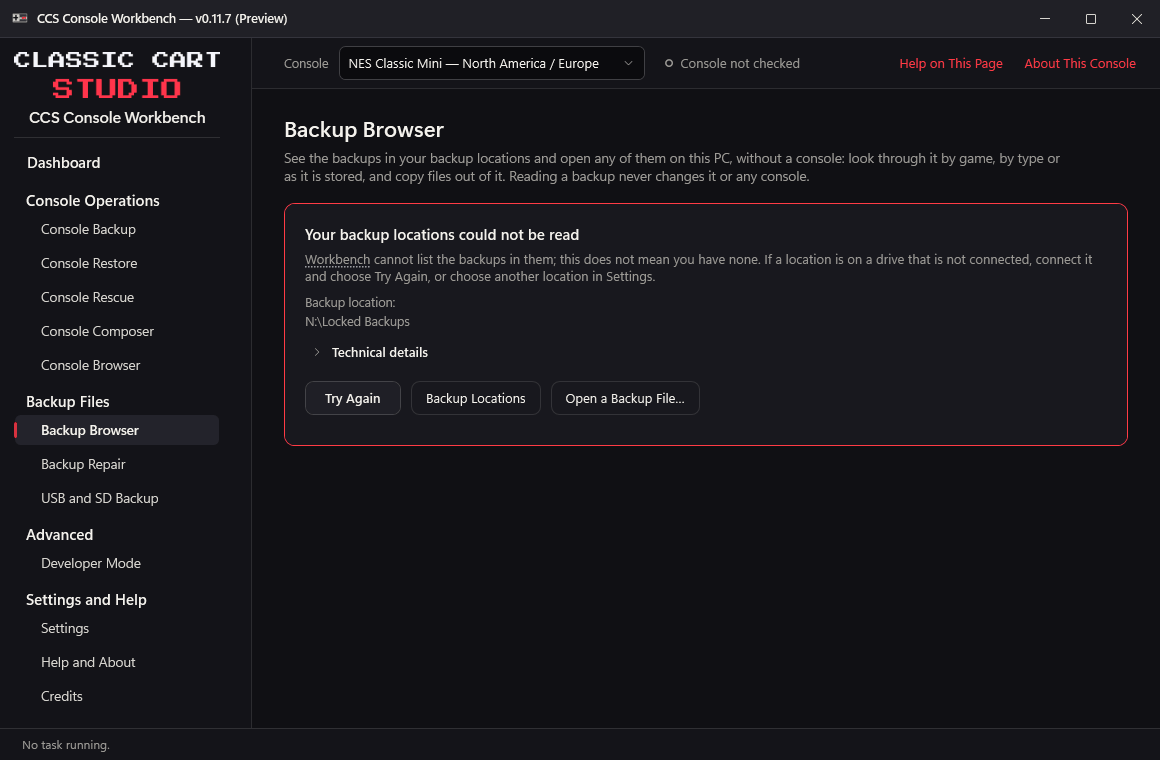 CCS Console Workbench — v0.11.7 (Preview)
CLASSIC CART
STUDIO
CCS Console Workbench
Dashboard
Console Operations
Console Backup
Console Restore
Console Rescue
Console Composer
Console Browser
Backup Files
Backup Browser
Backup Repair
USB and SD Backup
Advanced
Developer Mode
Settings and Help
Settings
Help and About
Credits
Console
NES Classic Mini — North America / Europe
Console not checked
Help on This Page
About This Console
Backup Browser
See the backups in your backup locations and open any of them on this PC, without a console: look through it by game, by type or
as it is stored, and copy files out of it. Reading a backup never changes it or any console.
Your backup locations could not be read
Workbench cannot list the backups in them; this does not mean you have none. If a location is on a drive that is not connected, connect it
and choose Try Again, or choose another location in Settings.
Backup location:
N:\Locked Backups
Technical details
Try Again
Backup Locations
Open a Backup File...
No task running.